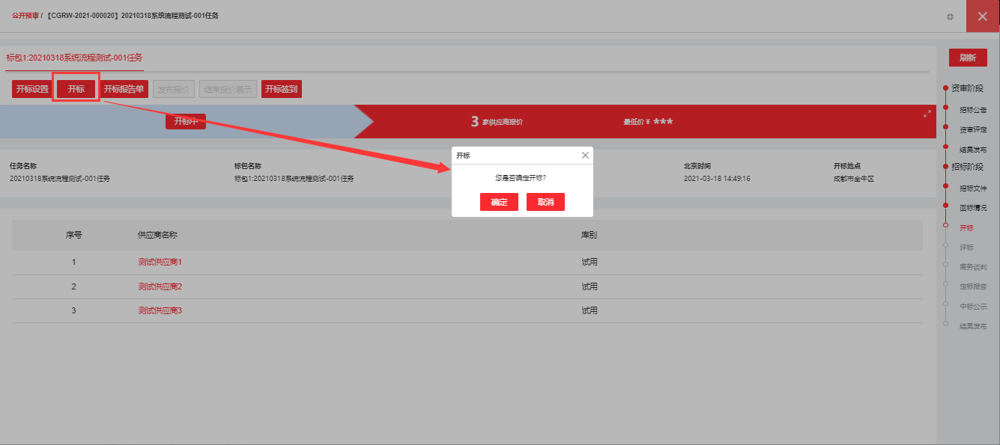 公开预审 / 【CGRW-2021-000020】20210318系统流程测试-001任务
标包1:20210318系统流程测试-001任务
刷新
开标设置 开标 开标报告单 发布报价 结束报价展示 开标签到
开标中
3 家供应商报价
最低价 ¥ ***
开标
您是否确定开标?
确定 取消
任务名称
20210318系统流程测试-001任务
标包名称
标包1:20210318系统流程测试-001任务
北京时间
2021-03-18 14:49:16
开标地点
成都市金牛区
序号 供应商名称 库别
1 测试供应商1 试用
2 测试供应商2 试用
3 测试供应商3 试用
资审阶段
招标公告
资审评定
结果发布
招标阶段
招标文件
回标情况
开标
评标
商务谈判
定标报告
中标公示
结果发布